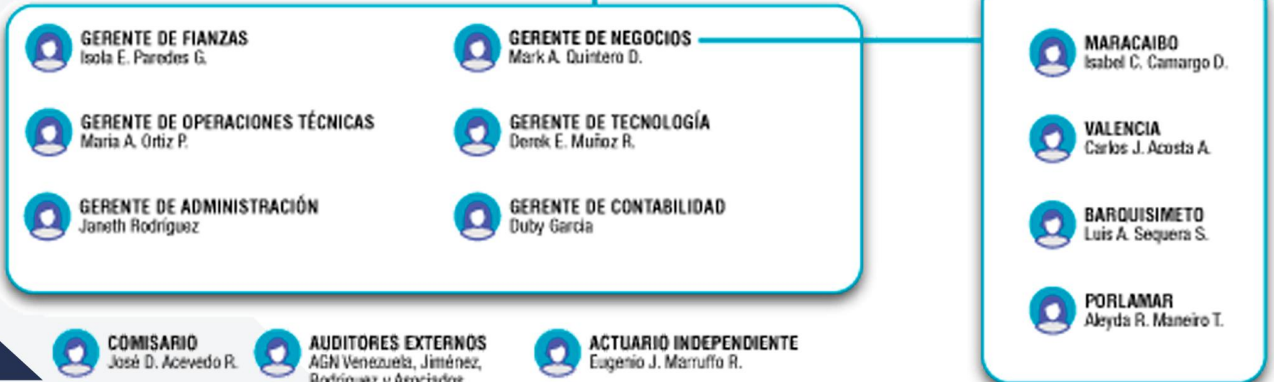 GERENTE DE FIANZAS
Isola E. Paredes G.
GERENTE DE NEGOCIOS
Mark A. Quintero D.
GERENTE DE OPERACIONES TÉCNICAS
Maria A. Ortiz P.
GERENTE DE TECNOLOGÍA
Derek E. Muñoz R.
GERENTE DE ADMINISTRACIÓN
Janeth Rodríguez
GERENTE DE CONTABILIDAD
Duby García
MARACAIBO
Isabel C. Camargo D.
VALENCIA
Carlos J. Acosta A.
BARQUISIMETO
Luis A. Sequera S.
PORLAMAR
Aleyda R. Maneiro T.
COMISARIO
José D. Acevedo R.
AUDITORES EXTERNOS
AGN Venezuela, Jiménez,
Rodríguez y Asociados
ACTUARIO INDEPENDIENTE
Eugenio J. Marruffo R.